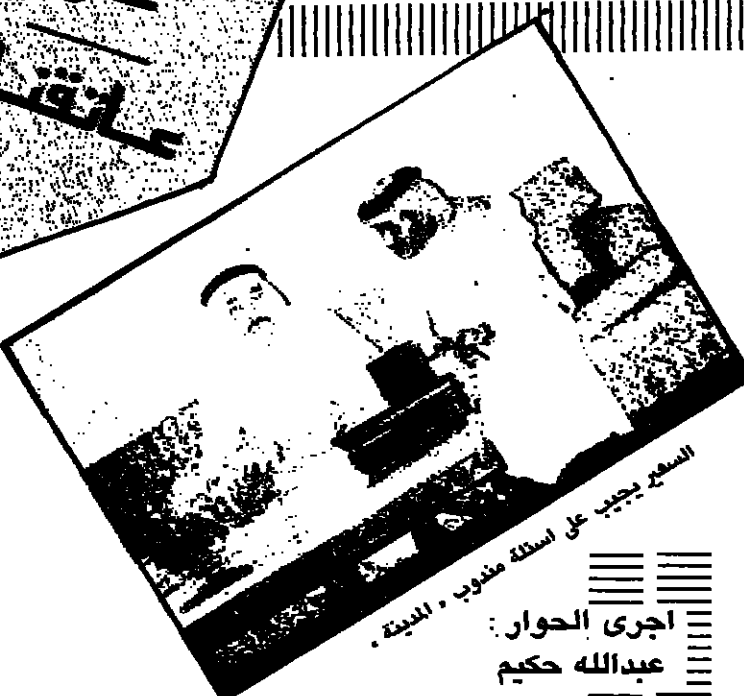 السفير يجيب على اسئلة مندوب « المدينة »
اجرى الحوار :
عبدالله حكيم